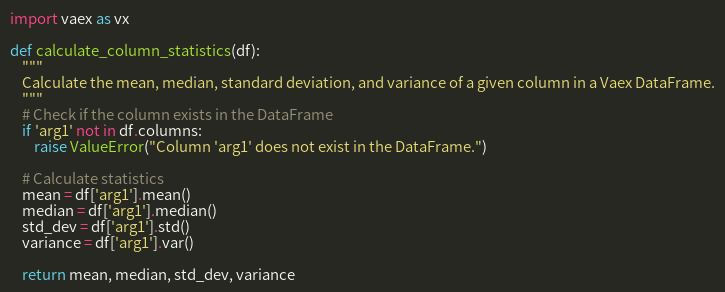 import vaex as vx

def calculate_column_statistics(df):
    """
    Calculate the mean, median, standard deviation, and variance of a given column in a Vaex DataFrame.
    """
    # Check if the column exists in the DataFrame
    if 'arg1' not in df.columns:
        raise ValueError("Column 'arg1' does not exist in the DataFrame.")

    # Calculate statistics
    mean = df['arg1'].mean()
    median = df['arg1'].median()
    std_dev = df['arg1'].std()
    variance = df['arg1'].var()

    return mean, median, std_dev, variance